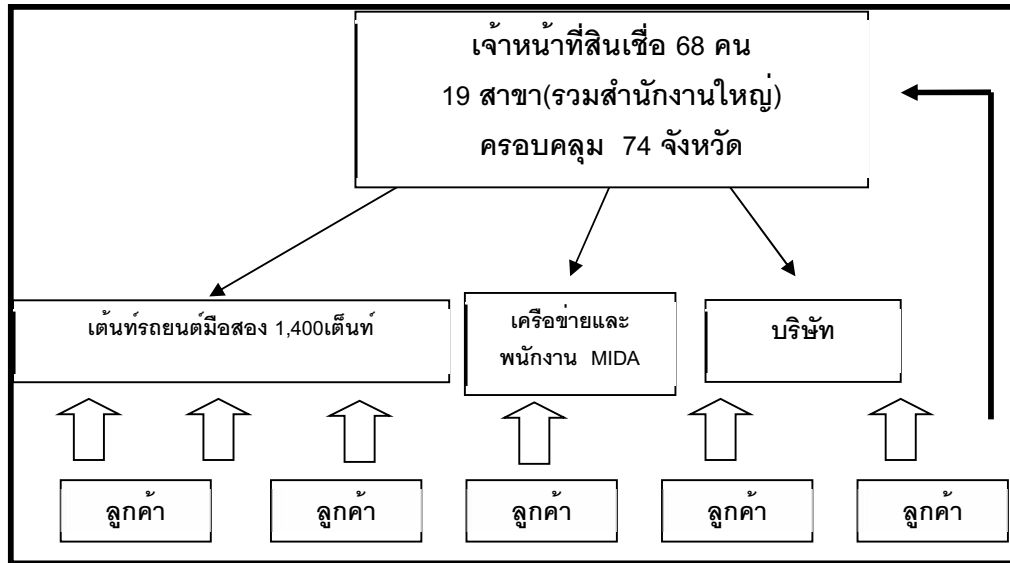 เจ้าหน้าที่สินเชื่อ 68 คน
19 สาขา(รวมสำนักงานใหญ่)
ครอบคลุม 74 จังหวัด
เต้นท์รถยนต์มือสอง 1,400เต็นท์
เครือข่ายและ
พนักงาน MIDA
บริษัท
ลูกค้า
ลูกค้า
ลูกค้า
ลูกค้า
ลูกค้า